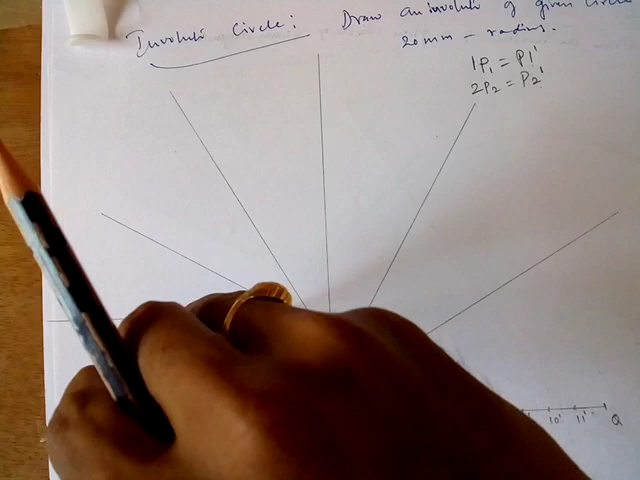 Involute Circle: Draw an involute of given circle
20mm - radius.
1P₁ = P1'
2P₂ = P2'
10' 11' Q